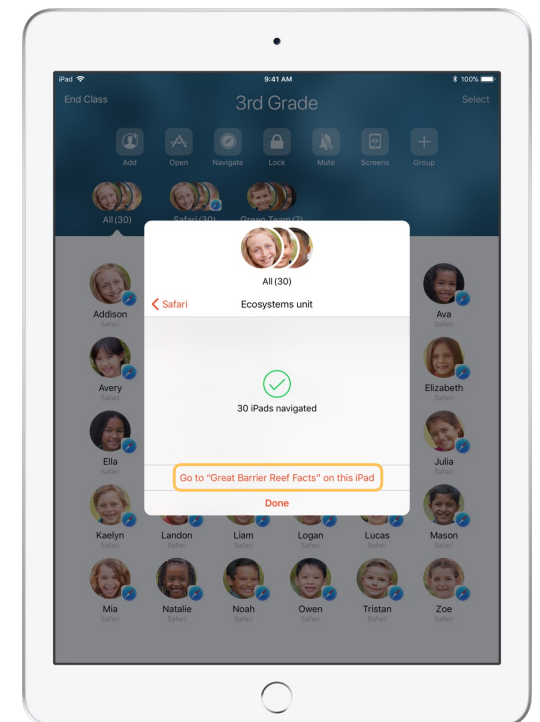 iPad 9:41 AM 100%
End Class 3rd Grade Select
Add Open Navigate Lock Mute Screens Group
All (30) Safari (30) Green Team (7)
All (30)
Safari Ecosystems unit
Addison Ava
Safari Safari
30 iPads navigated
Avery Elizabeth
Safari Safari
Ella Julia
Safari Safari
Go to “Great Barrier Reef Facts” on this iPad
Done
Kaelyn Landon Liam Logan Lucas Mason
Safari Safari Safari Safari Safari Safari
Mia Natalie Noah Owen Tristan Zoe
Safari Safari Safari Safari Safari Safari